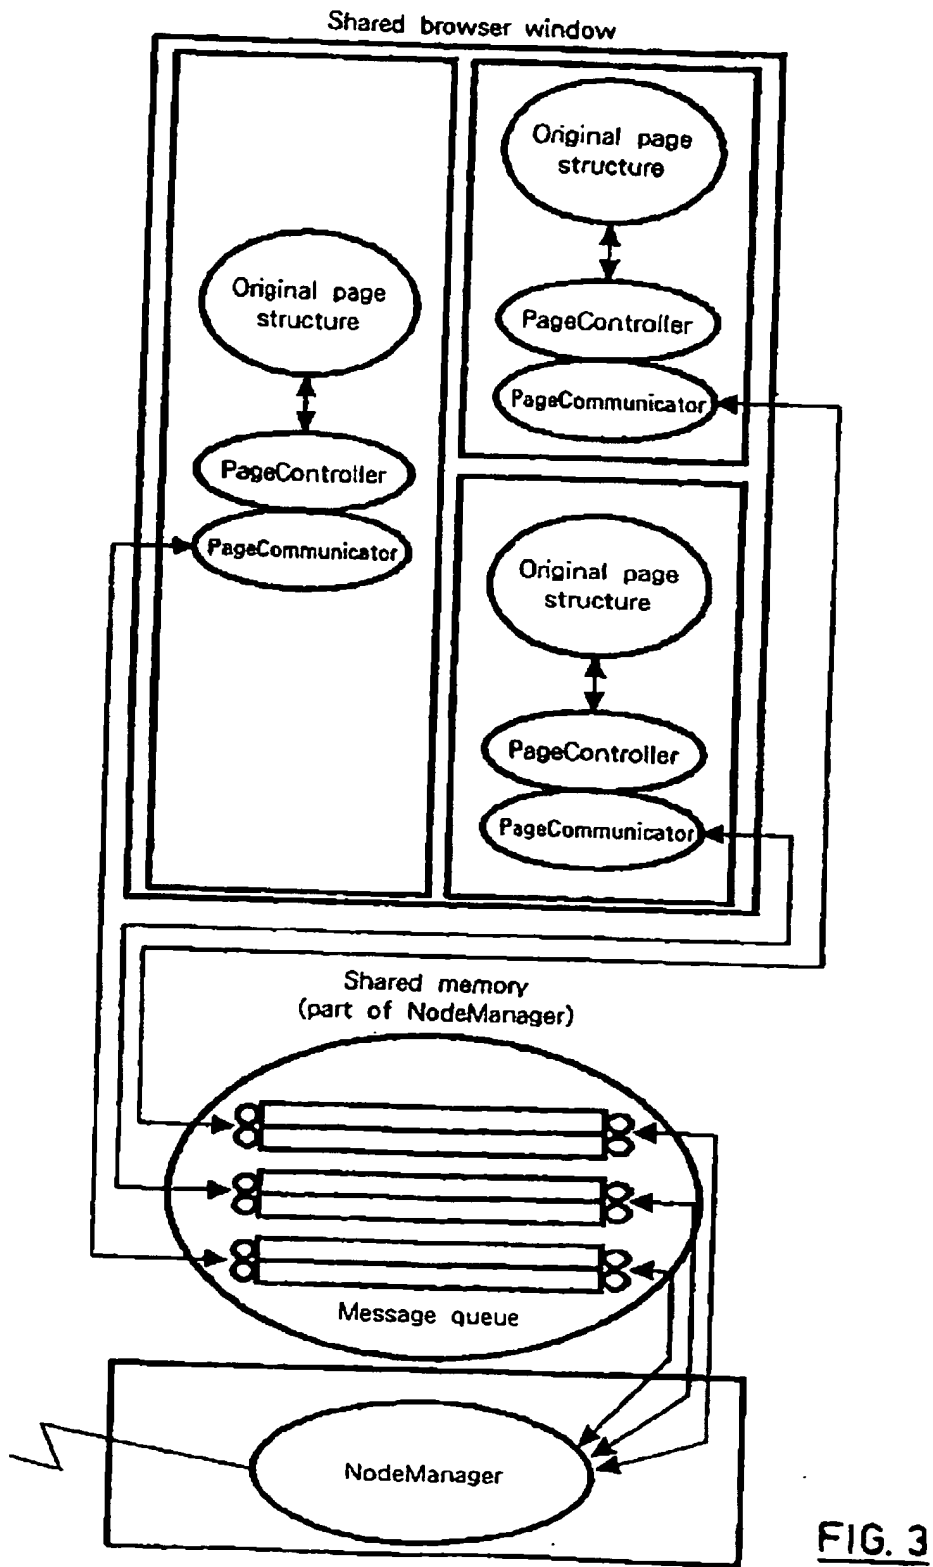 Shared browser window
Original page
structure
PageController
PageCommunicator
Original page
structure
PageController
PageCommunicator
Original page
structure
PageController
PageCommunicator
Shared memory
(part of NodeManager)
Message queue
NodeManager
FIG. 3